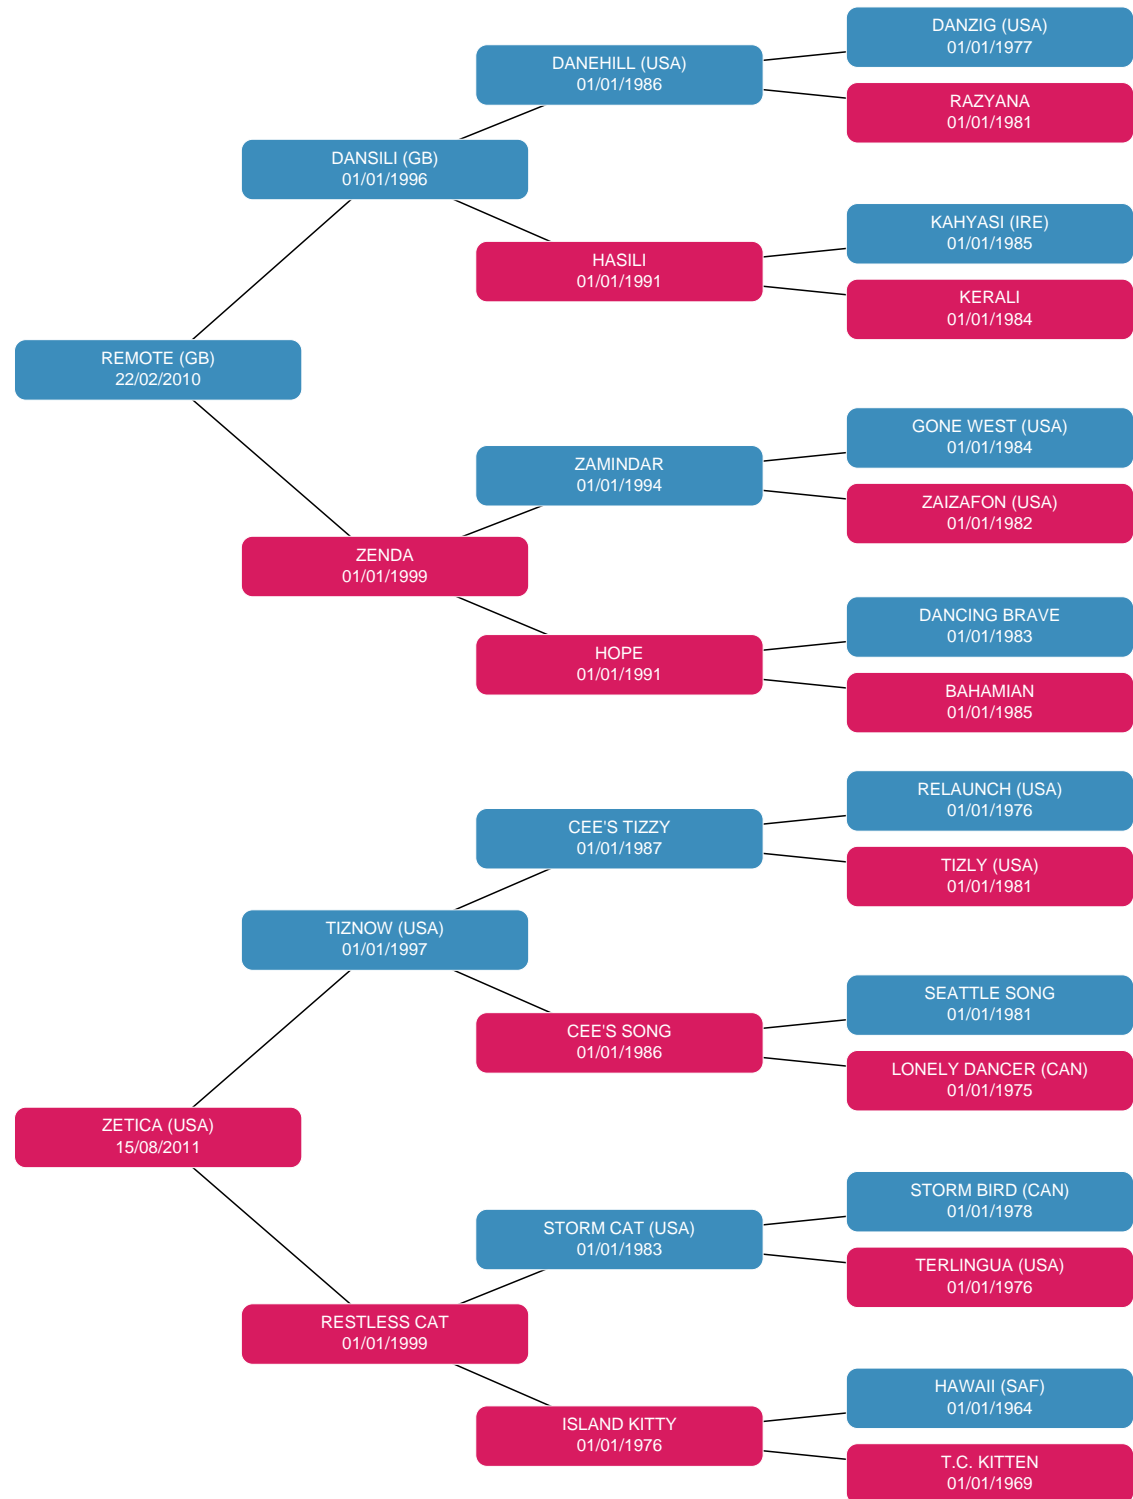 DANZIG (USA)
01/01/1977
DANEHILL (USA)
01/01/1986
RAZYANA
01/01/1981
DANSILI (GB)
01/01/1996
KAHYASI (IRE)
01/01/1985
HASILI
01/01/1991
KERALI
01/01/1984
REMOTE (GB)
22/02/2010
GONE WEST (USA)
01/01/1984
ZAMINDAR
01/01/1994
ZAIZAFON (USA)
01/01/1982
ZENDA
01/01/1999
DANCING BRAVE
01/01/1983
HOPE
01/01/1991
BAHAMIAN
01/01/1985
RELAUNCH (USA)
01/01/1976
CEE'S TIZZY
01/01/1987
TIZLY (USA)
01/01/1981
TIZNOW (USA)
01/01/1997
SEATTLE SONG
01/01/1981
CEE'S SONG
01/01/1986
LONELY DANCER (CAN)
01/01/1975
ZETICA (USA)
15/08/2011
STORM BIRD (CAN)
01/01/1978
STORM CAT (USA)
01/01/1983
TERLINGUA (USA)
01/01/1976
RESTLESS CAT
01/01/1999
HAWAII (SAF)
01/01/1964
ISLAND KITTY
01/01/1976
T.C. KITTEN
01/01/1969